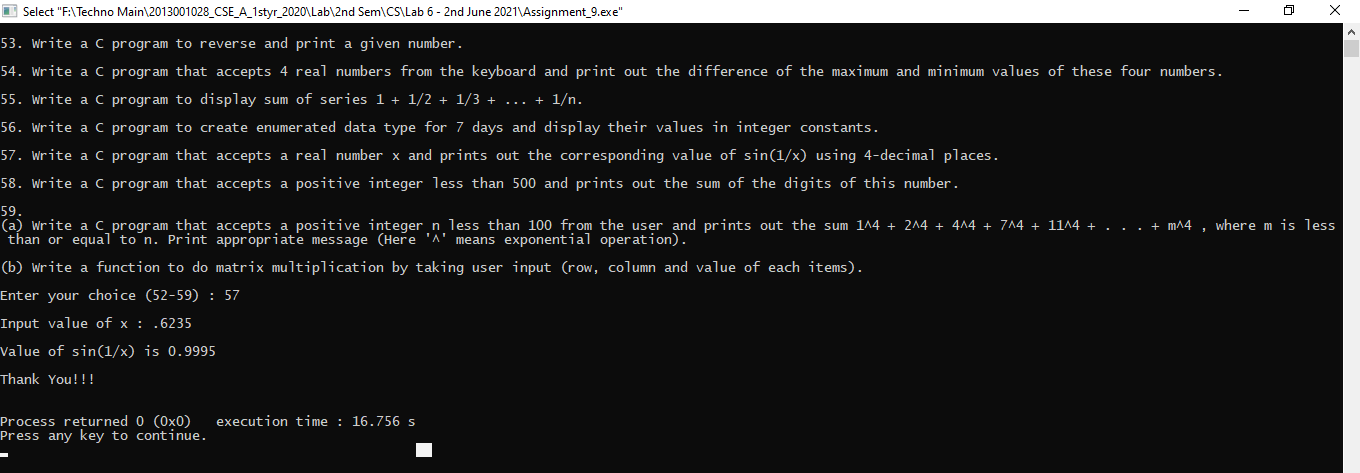 Select "F:\Techno Main\2013001028_CSE_A_1styr_2020\Lab\2nd Sem\CS\Lab 6 - 2nd June 2021\Assignment_9.exe"
53. Write a C program to reverse and print a given number.
54. Write a C program that accepts 4 real numbers from the keyboard and print out the difference of the maximum and minimum values of these four numbers.
55. Write a C program to display sum of series 1 + 1/2 + 1/3 + ... + 1/n.
56. Write a C program to create enumerated data type for 7 days and display their values in integer constants.
57. Write a C program that accepts a real number x and prints out the corresponding value of sin(1/x) using 4-decimal places.
58. Write a C program that accepts a positive integer less than 500 and prints out the sum of the digits of this number.
59.
(a) Write a C program that accepts a positive integer n less than 100 from the user and prints out the sum 1^4 + 2^4 + 4^4 + 7^4 + 11^4 + . . . + m^4 , where m is less
than or equal to n. Print appropriate message (Here '^' means exponential operation).
(b) Write a function to do matrix multiplication by taking user input (row, column and value of each items).
Enter your choice (52-59) : 57
Input value of x : .6235
Value of sin(1/x) is 0.9995
Thank You!!!
Process returned 0 (0x0)   execution time : 16.756 s
Press any key to continue.